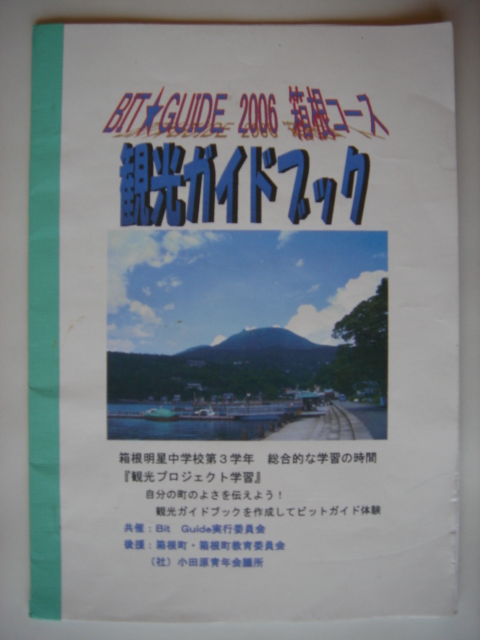 BIT★GUIDE 2006 箱根コース
観光ガイドブック
箱根明星中学校第3学年 総合的な学習の時間
『観光プロジェクト学習』
自分の町のよさを伝えよう!
観光ガイドブックを作成してビットガイド体験
共催:Bit Guide実行委員会
後援:箱根町・箱根町教育委員会
(社)小田原青年会議所